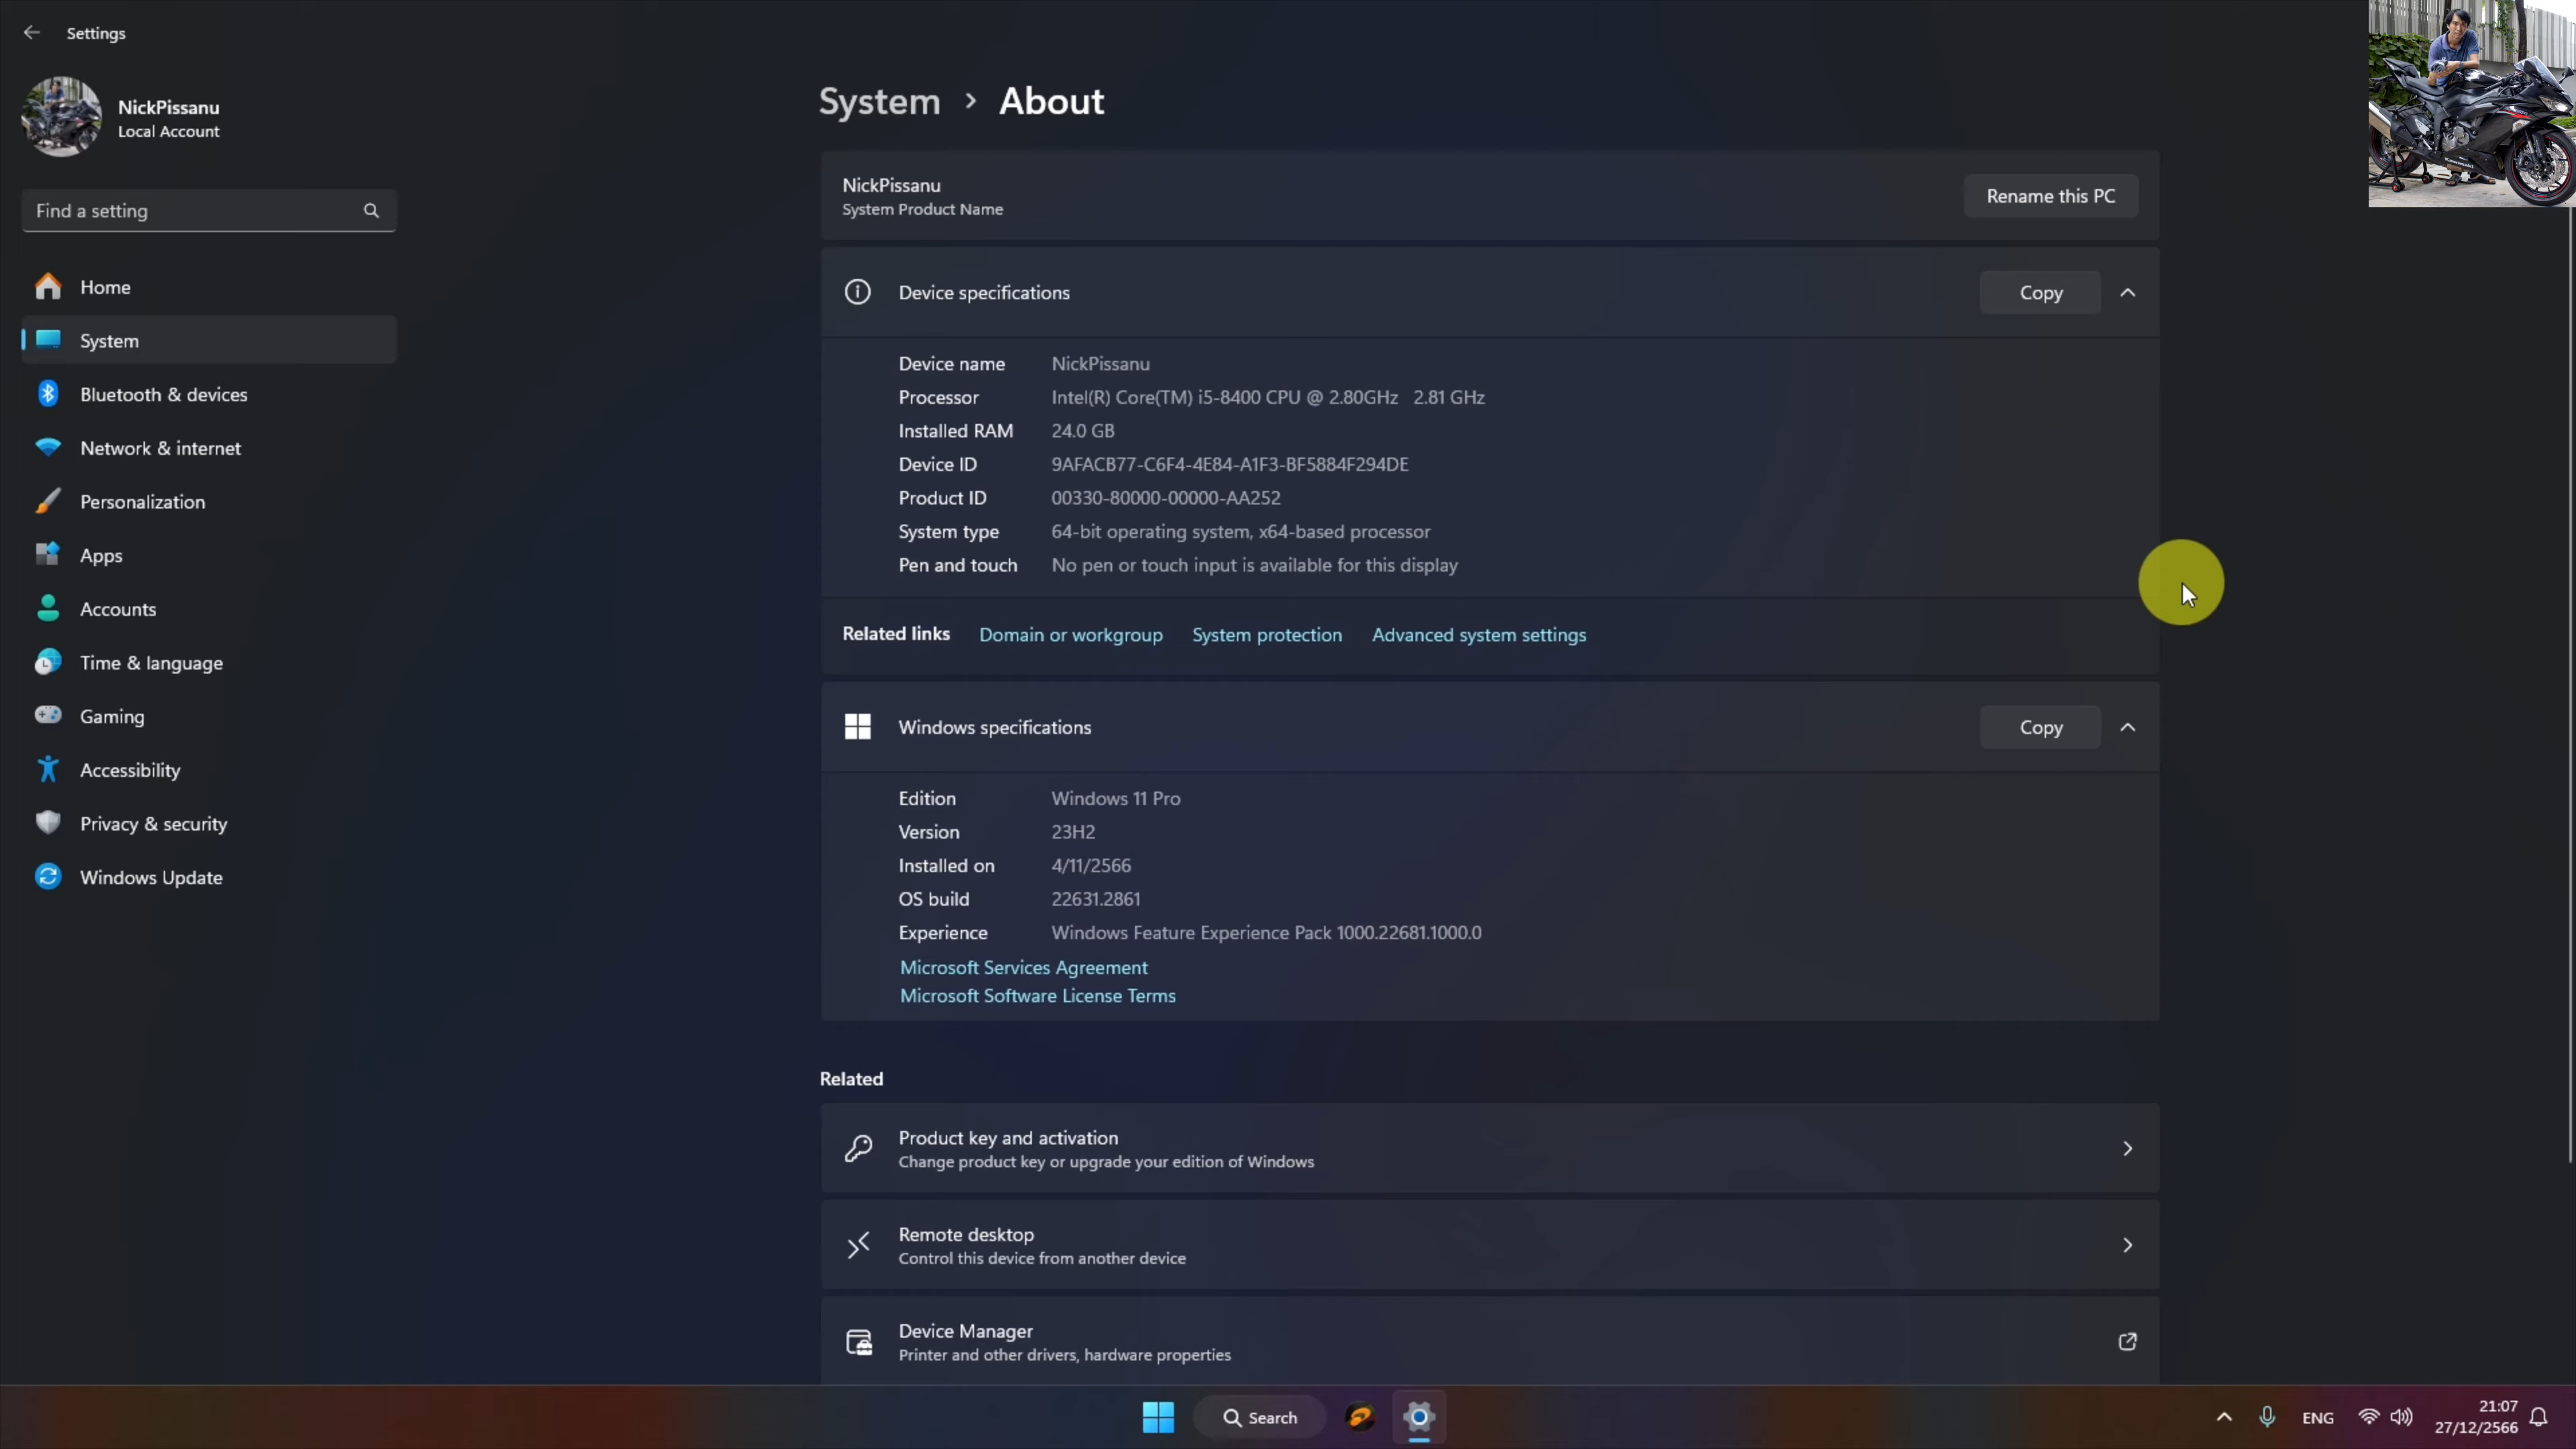 Settings
NickPissanu
Local Account
Find a setting
Home
System
Bluetooth & devices
Network & internet
Personalization
Apps
Accounts
Time & language
Gaming
Accessibility
Privacy & security
Windows Update
System > About
NickPissanu
System Product Name
Rename this PC
Device specifications
Copy
Device name NickPissanu
Processor Intel(R) Core(TM) i5-8400 CPU @ 2.80GHz 2.81 GHz
Installed RAM 24.0 GB
Device ID 9AFACB77-C6F4-4E84-A1F3-BF5884F294DE
Product ID 00330-80000-00000-AA252
System type 64-bit operating system, x64-based processor
Pen and touch No pen or touch input is available for this display
Related links Domain or workgroup System protection Advanced system settings
Windows specifications
Copy
Edition Windows 11 Pro
Version 23H2
Installed on 4/11/2566
OS build 22631.2861
Experience Windows Feature Experience Pack 1000.22681.1000.0
Microsoft Services Agreement
Microsoft Software License Terms
Related
Product key and activation
Change product key or upgrade your edition of Windows
Remote desktop
Control this device from another device
Device Manager
Printer and other drivers, hardware properties
Search
ENG
21:07
27/12/2566